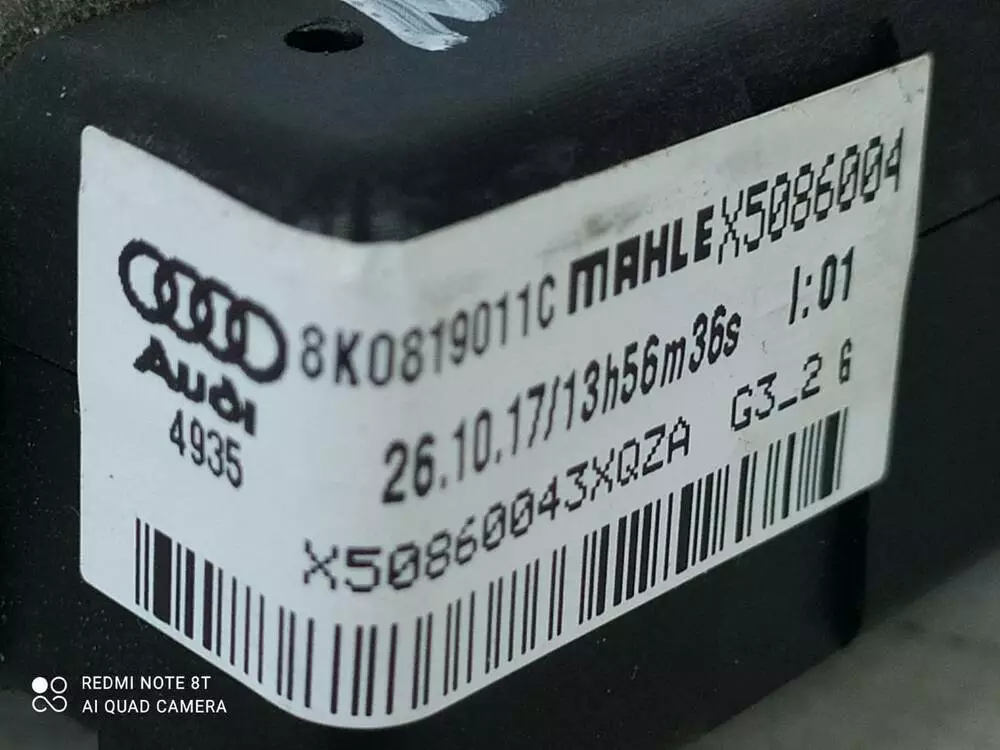 8K0819011C MAHLE X5086004
Audi
4935
26.10.17/13h56m36s I:01
X50860043XQZA G3_2 6
REDMI NOTE 8T
AI QUAD CAMERA